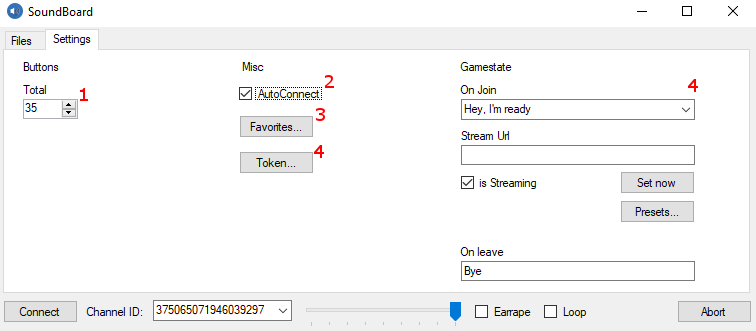 SoundBoard
Files Settings
Buttons Misc Gamestate
Total 1 AutoConnect 2 On Join 4
35 Hey, I'm ready
Favorites... 3
Stream Url
Token... 4
is Streaming Set now
Presets...
On leave
Bye
Connect Channel ID: 375065071946039297 Earrape Loop Abort